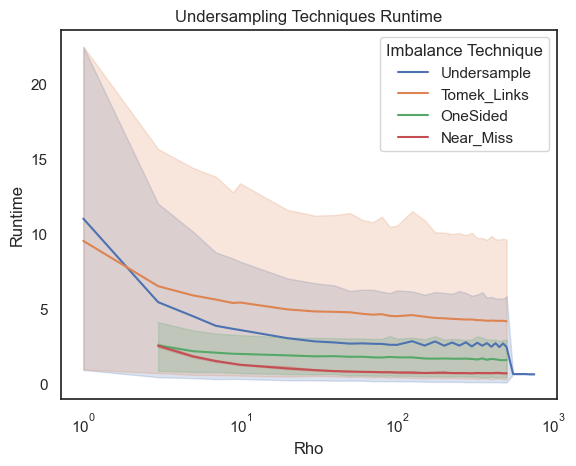 Undersampling Techniques Runtime
Imbalance Technique
Undersample
Tomek_Links
OneSided
Near_Miss
Runtime
20
15
10
5
0
10^0
10^1
10^2
10^3
Rho